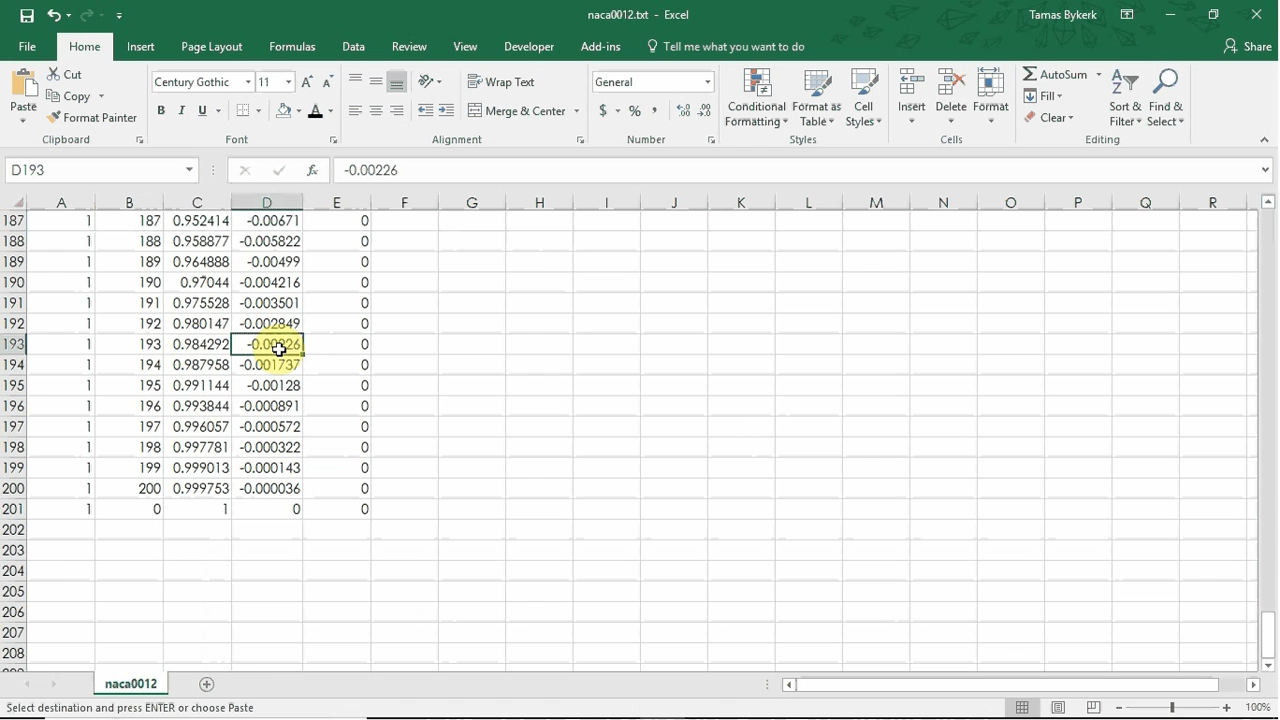 naca0012.txt - Excel
Tamas Bykerk
File Home Insert Page Layout Formulas Data Review View Developer Add-ins Tell me what you want to do Share
Cut
Copy
Format Painter
Paste
Century Gothic 11
B I U
Wrap Text
Merge & Center
General
$ % ,
Conditional Formatting
Format as Table
Cell Styles
Insert
Delete
Format
AutoSum
Fill
Clear
Sort & Filter
Find & Select
Clipboard Font Alignment Number Styles Cells Editing
D193 fx -0.00226
A B C D E F G H I J K L M N O P Q R
187 1 187 0.952414 -0.00671 0
188 1 188 0.958877 -0.005822 0
189 1 189 0.964888 -0.00499 0
190 1 190 0.97044 -0.004216 0
191 1 191 0.975528 -0.003501 0
192 1 192 0.980147 -0.002849 0
193 1 193 0.984292 -0.00226 0
194 1 194 0.987958 -0.001737 0
195 1 195 0.991144 -0.00128 0
196 1 196 0.993844 -0.000891 0
197 1 197 0.996057 -0.000572 0
198 1 198 0.997781 -0.000322 0
199 1 199 0.999013 -0.000143 0
200 1 200 0.999753 -0.000036 0
201 1 0 1 0 0
202
203
204
205
206
207
208
naca0012
Select destination and press ENTER or choose Paste
100%